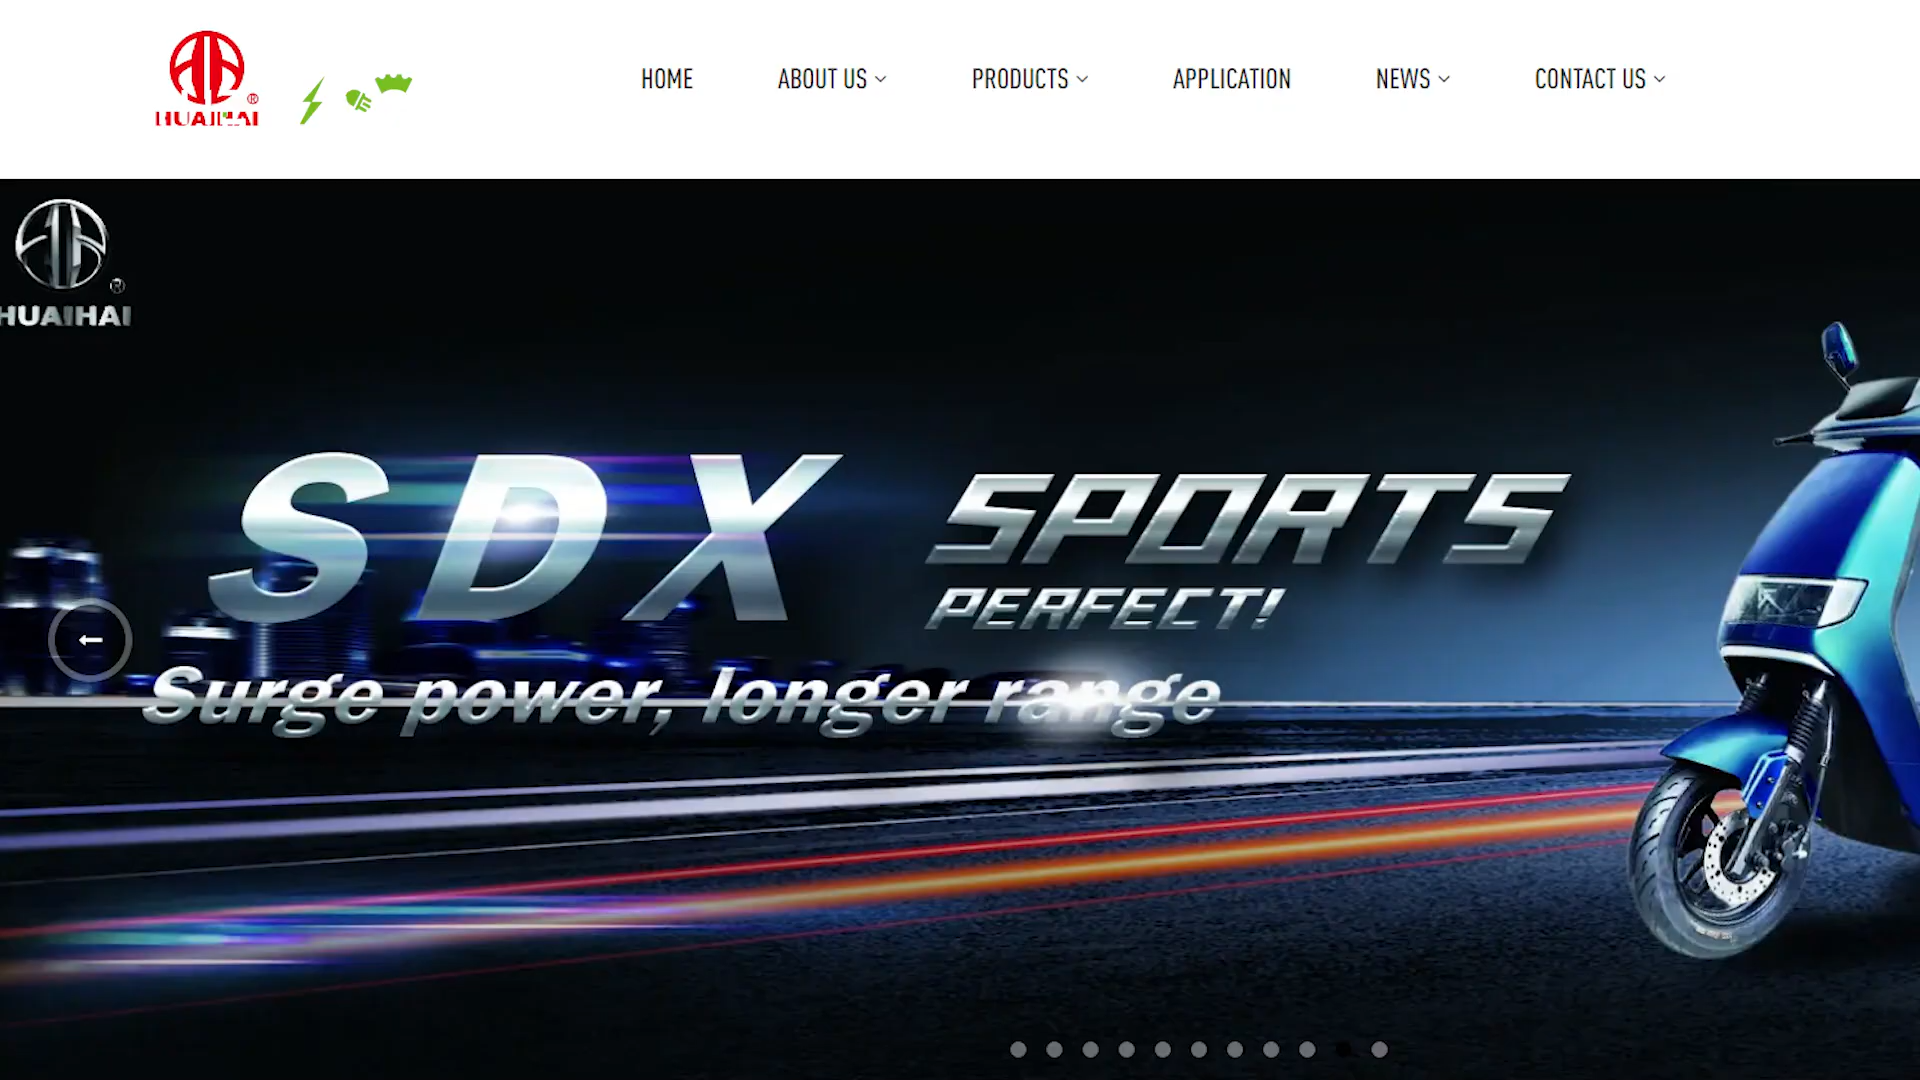 HUAIHAI ®
HOME ABOUT US PRODUCTS APPLICATION NEWS CONTACT US
HUAIHAI ®
SDX SPORTS
PERFECT!
Surge power, longer range